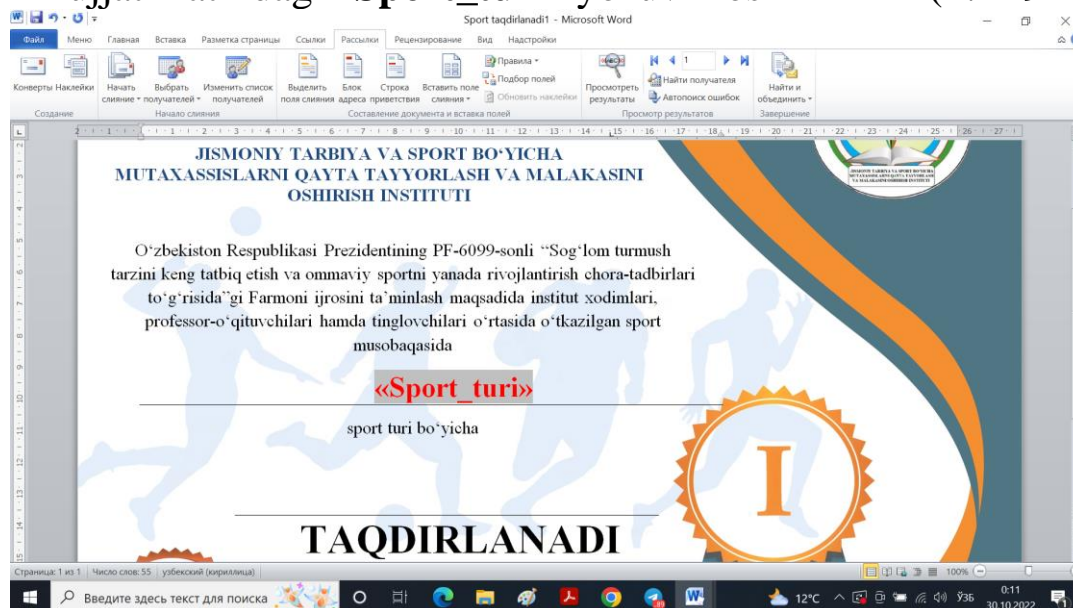 Sport taqdirlanadi1 - Microsoft Word
Файл Меню Главная Вставка Разметка страницы Ссылки Рассылки Рецензирование Вид Надстройки
Конверты Наклейки Начать слияние Выбрать получателей Изменить список получателей Выделить поля слияния Блок адреса Строка приветствия Вставить поле слияния Правила Подбор полей Обновить наклейки Просмотреть результаты 1 Найти получателя Автопоиск ошибок Найти и объединить
Создание Начало слияния Составление документа и вставка полей Просмотр результатов Завершение
JISMONIY TARBIYA VA SPORT BO‘YICHA
MUTAXASSISLARNI QAYTA TAYYORLASH VA MALAKASINI
OSHIRISH INSTITUTI
O‘zbekiston Respublikasi Prezidentining PF-6099-sonli “Sog‘lom turmush
tarzini keng tatbiq etish va ommaviy sportni yanada rivojlantirish chora-tadbirlari
to‘g‘risida”gi Farmoni ijrosini ta’minlash maqsadida institut xodimlari,
professor-o‘qituvchilari hamda tinglovchilari o‘rtasida o‘tkazilgan sport
musobaqasida
«Sport_turi»
sport turi bo‘yicha
I
TAQDIRLANADI
Страница: 1 из 1 Число слов: 55 узбекский (кириллица) 100%
Введите здесь текст для поиска 12°C ЎЗБ 0:11
30.10.2022